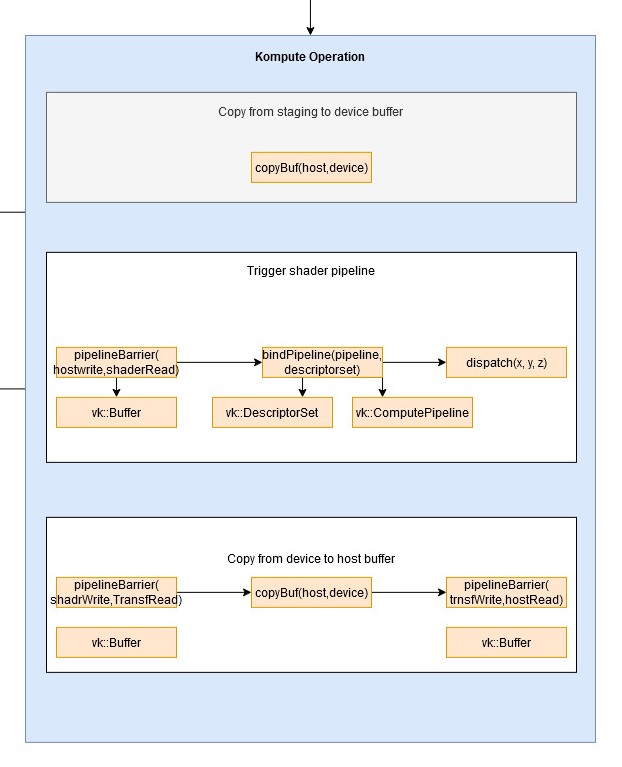 Kompute Operation
Copy from staging to device buffer
copyBuf(host,device)
Trigger shader pipeline
pipelineBarrier(
hostwrite,shaderRead)
bindPipeline(pipeline,
descriptorset)
dispatch(x, y, z)
vk::Buffer
vk::DescriptorSet
vk::ComputePipeline
Copy from device to host buffer
pipelineBarrier(
shadrWrite,TransfRead)
copyBuf(host,device)
pipelineBarrier(
trnsfWrite,hostRead)
vk::Buffer
vk::Buffer